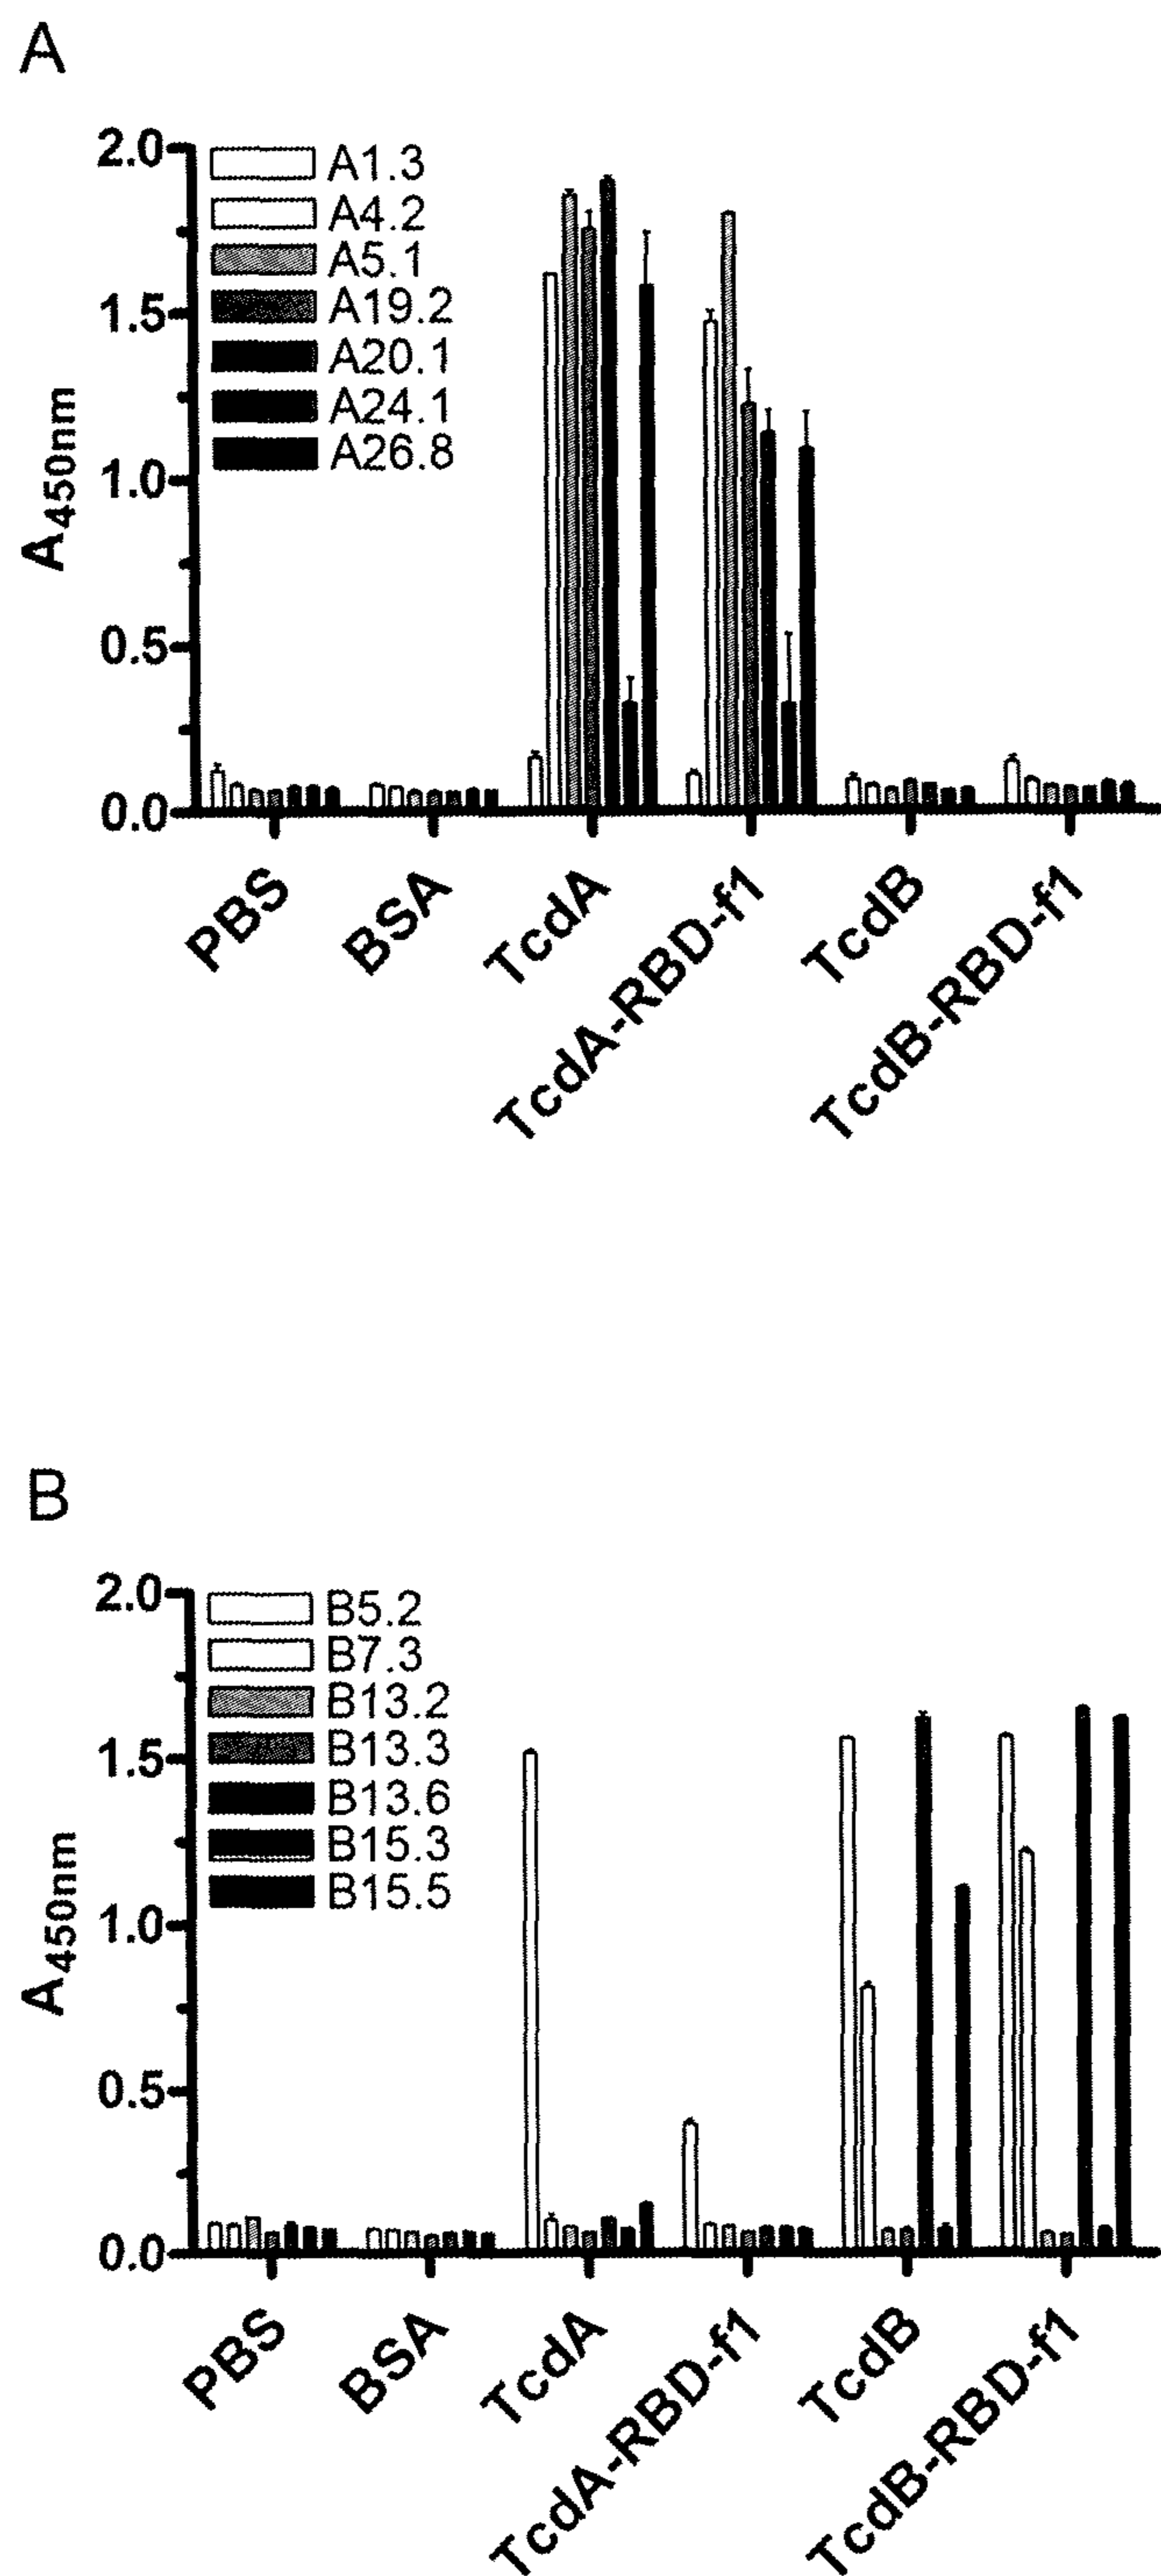 A
2.0
1.5
1.0
0.5
0.0
A450nm
A1.3
A4.2
A5.1
A19.2
A20.1
A24.1
A26.8
PBS
BSA
TcdA
TcdA-RBD-f1
TcdB
TcdB-RBD-f1
B
2.0
1.5
1.0
0.5
0.0
A450nm
B5.2
B7.3
B13.2
B13.3
B13.6
B15.3
B15.5
PBS
BSA
TcdA
TcdA-RBD-f1
TcdB
TcdB-RBD-f1